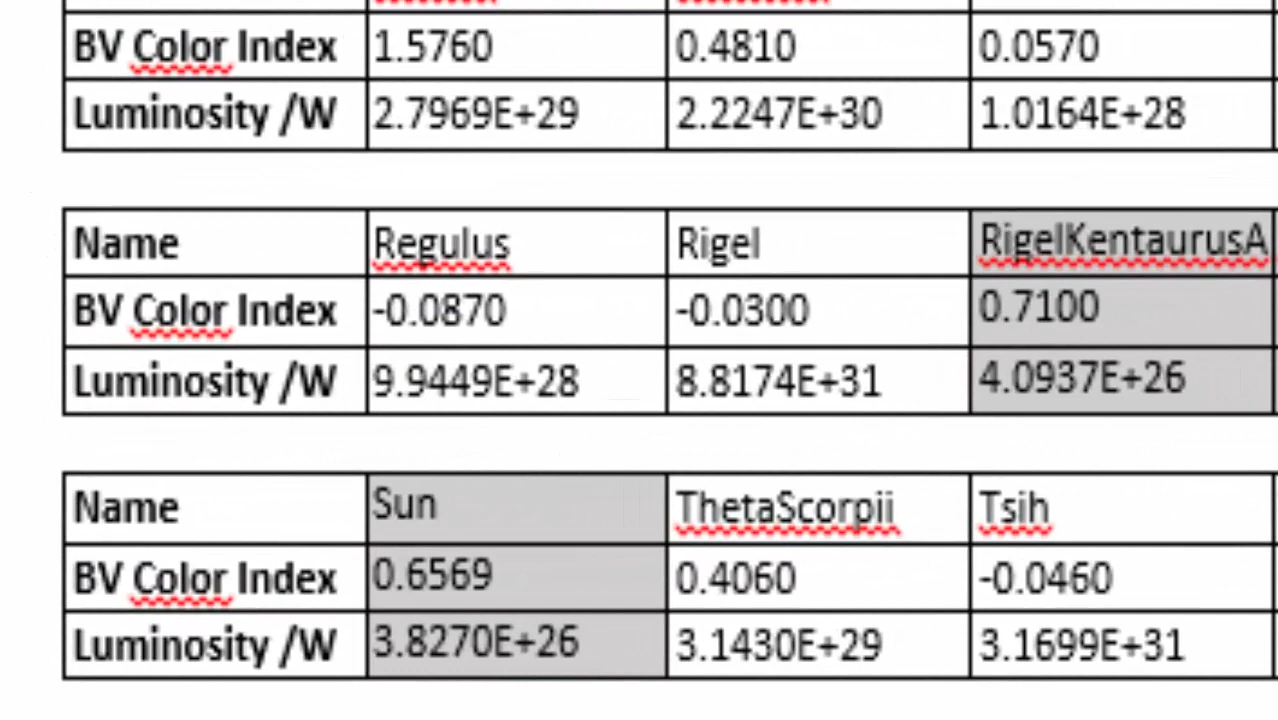 BV Color Index 1.5760 0.4810 0.0570
Luminosity /W 2.7969E+29 2.2247E+30 1.0164E+28
Name Regulus Rigel RigelKentaurusA
BV Color Index -0.0870 -0.0300 0.7100
Luminosity /W 9.9449E+28 8.8174E+31 4.0937E+26
Name Sun ThetaScorpii Tsih
BV Color Index 0.6569 0.4060 -0.0460
Luminosity /W 3.8270E+26 3.1430E+29 3.1699E+31